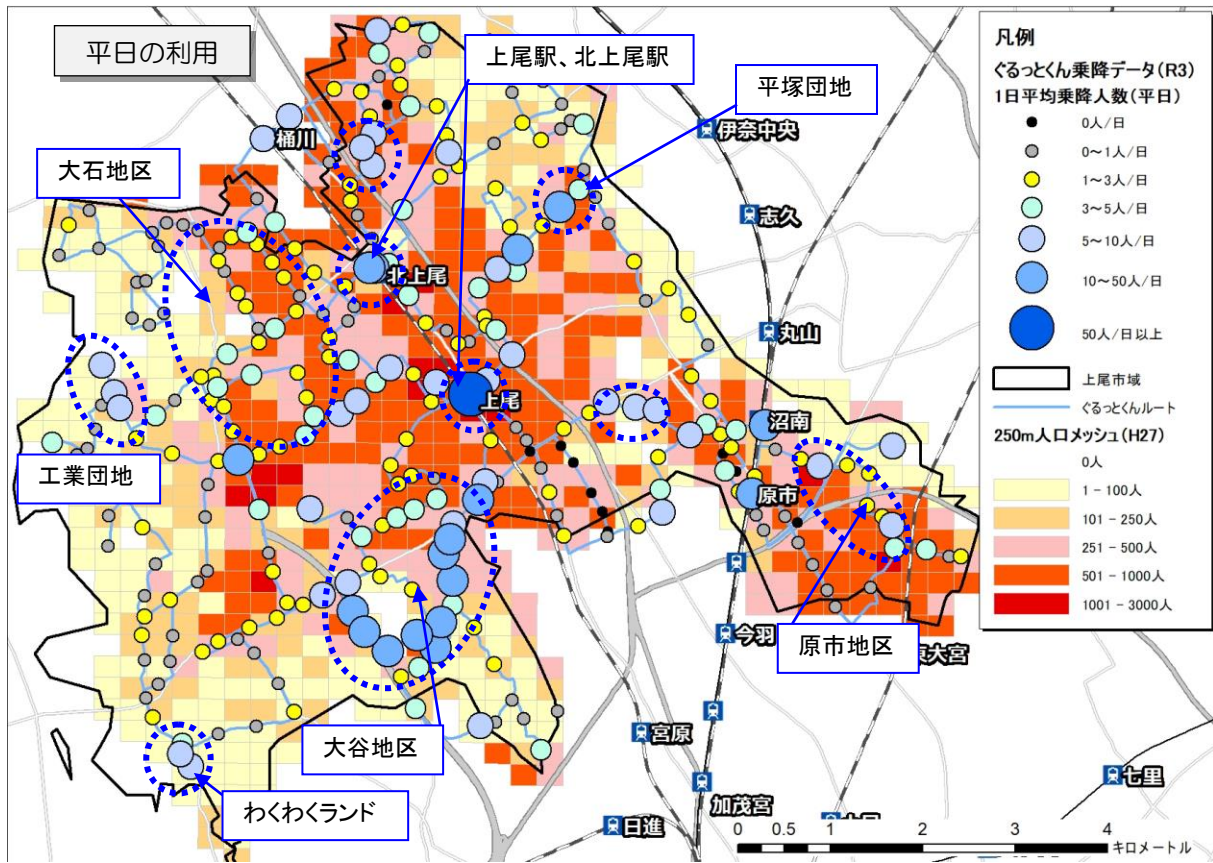 平日の利用
上尾駅、北上尾駅
平塚団地
大石地区
工業団地
わくわくランド
大谷地区
原市地区
桶川
北上尾
上尾
伊奈中央
志久
丸山
沼南
原市
今羽
東大宮
宮原
加茂宮
日進
七里
凡例
ぐるっとくん乗降データ(R3)
1日平均乗降人数(平日)
0人/日
0～1人/日
1～3人/日
3～5人/日
5～10人/日
10～50人/日
50人/日以上
上尾市域
ぐるっとくんルート
250m人口メッシュ(H27)
0人
1 - 100人
101 - 250人
251 - 500人
501 - 1000人
1001 - 3000人
0 0.5 1 2 3 4
キロメートル